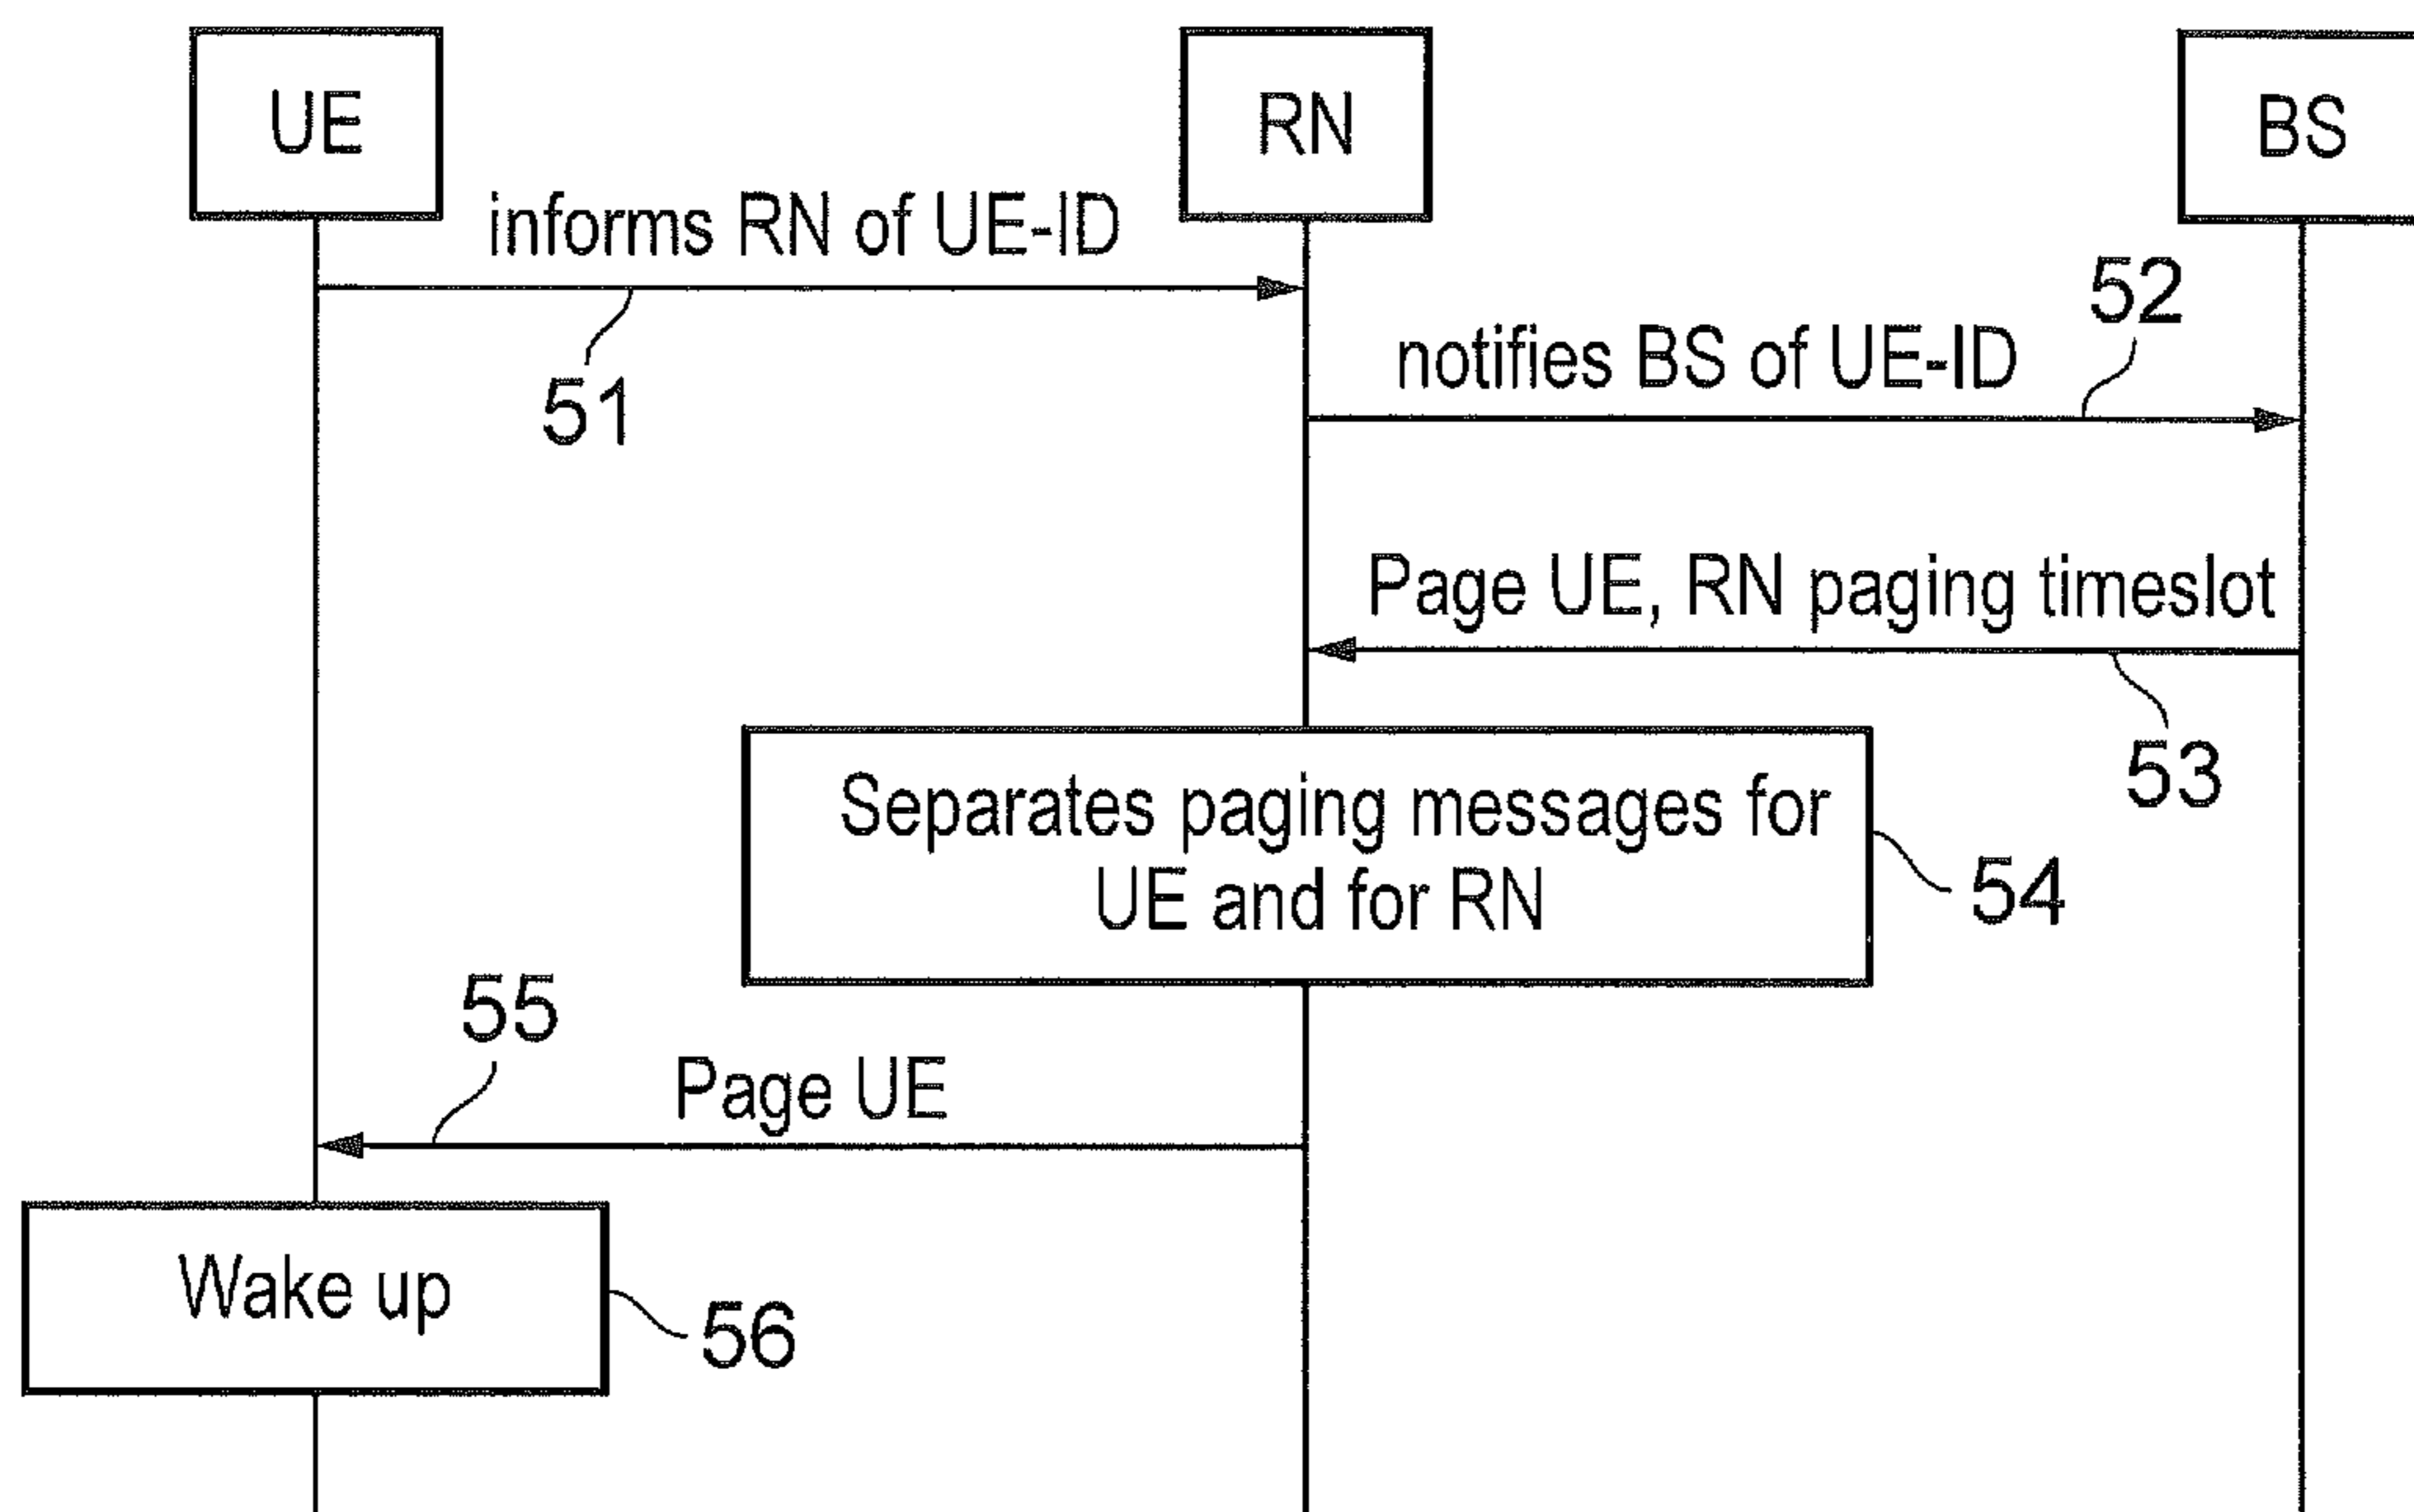 UE
RN
BS
informs RN of UE-ID
51
52
notifies BS of UE-ID
Page UE, RN paging timeslot
53
Separates paging messages for
UE and for RN
54
55
Page UE
Wake up
56